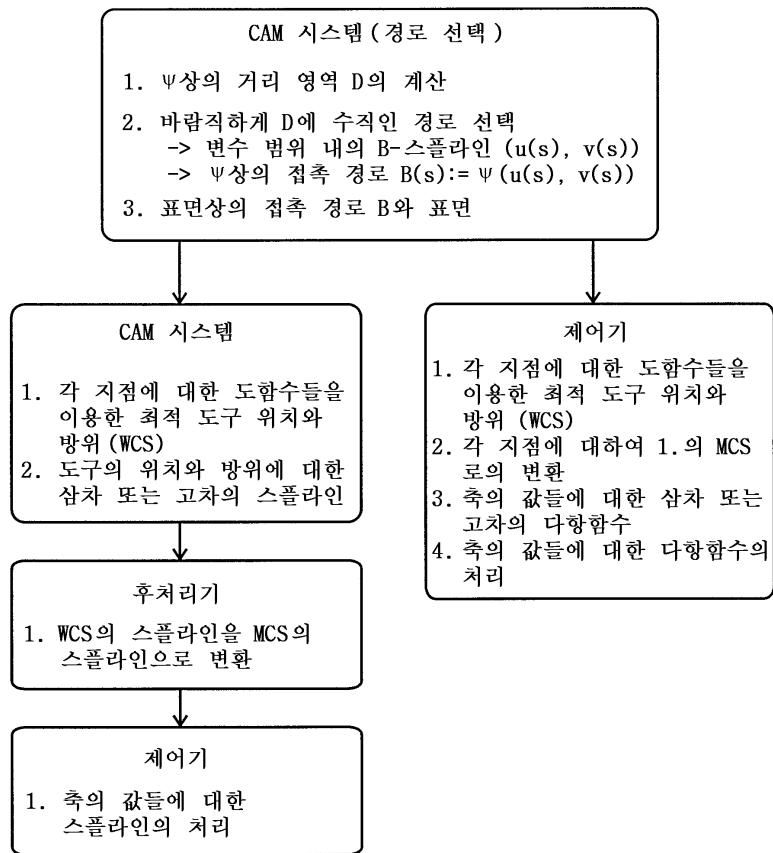 CAM 시스템(경로 선택)
1. Ψ상의 거리 영역 D의 계산
2. 바람직하게 D에 수직인 경로 선택
-> 변수 범위 내의 B-스플라인 (u(s), v(s))
-> Ψ상의 접촉 경로 B(s):= Ψ(u(s), v(s))
3. 표면상의 접촉 경로 B와 표면
CAM 시스템
1. 각 지점에 대한 도함수들을
이용한 최적 도구 위치와
방위(WCS)
2. 도구의 위치와 방위에 대한
삼차 또는 고차의 스플라인
후처리기
1. WCS의 스플라인을 MCS의
스플라인으로 변환
제어기
1. 축의 값들에 대한
스플라인의 처리
제어기
1. 각 지점에 대한 도함수들을
이용한 최적 도구 위치와
방위 (WCS)
2. 각 지점에 대하여 1.의 MCS
로의 변환
3. 축의 값들에 대한 삼차 또는
고차의 다항함수
4. 축의 값들에 대한 다항함수의
처리